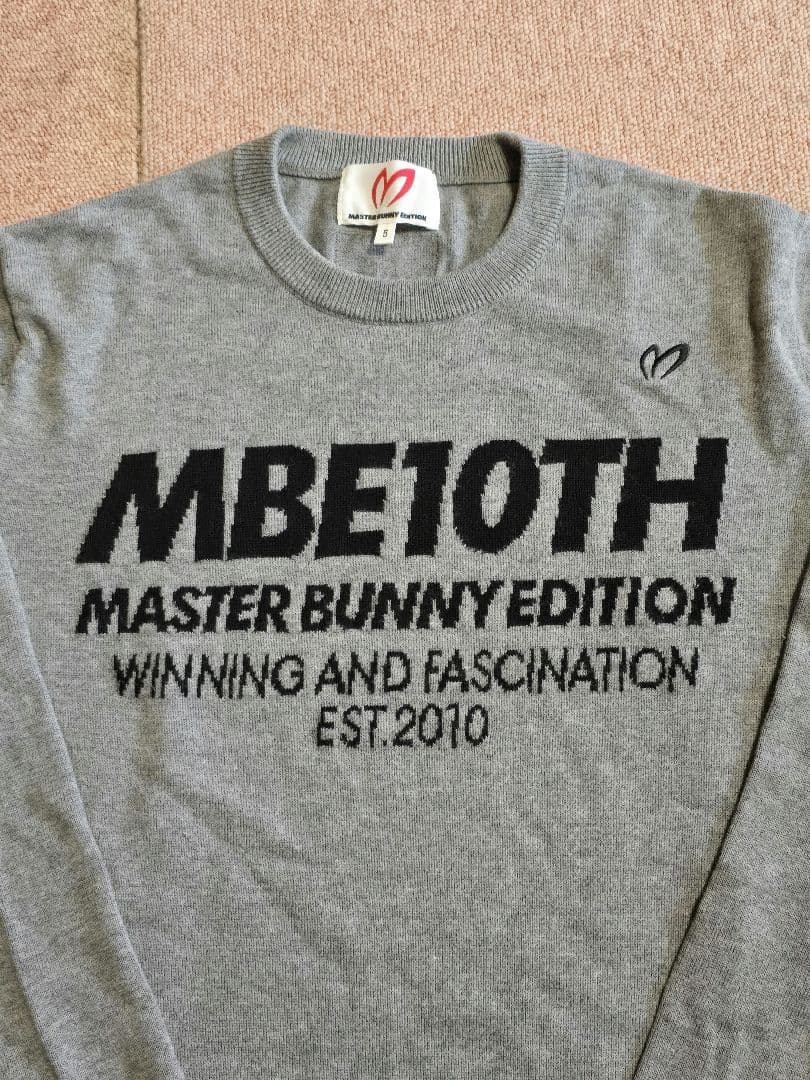 MASTER BUNNY EDITION
5
MBE10TH
MASTER BUNNY EDITION
WINNING AND FASCINATION
EST.2010